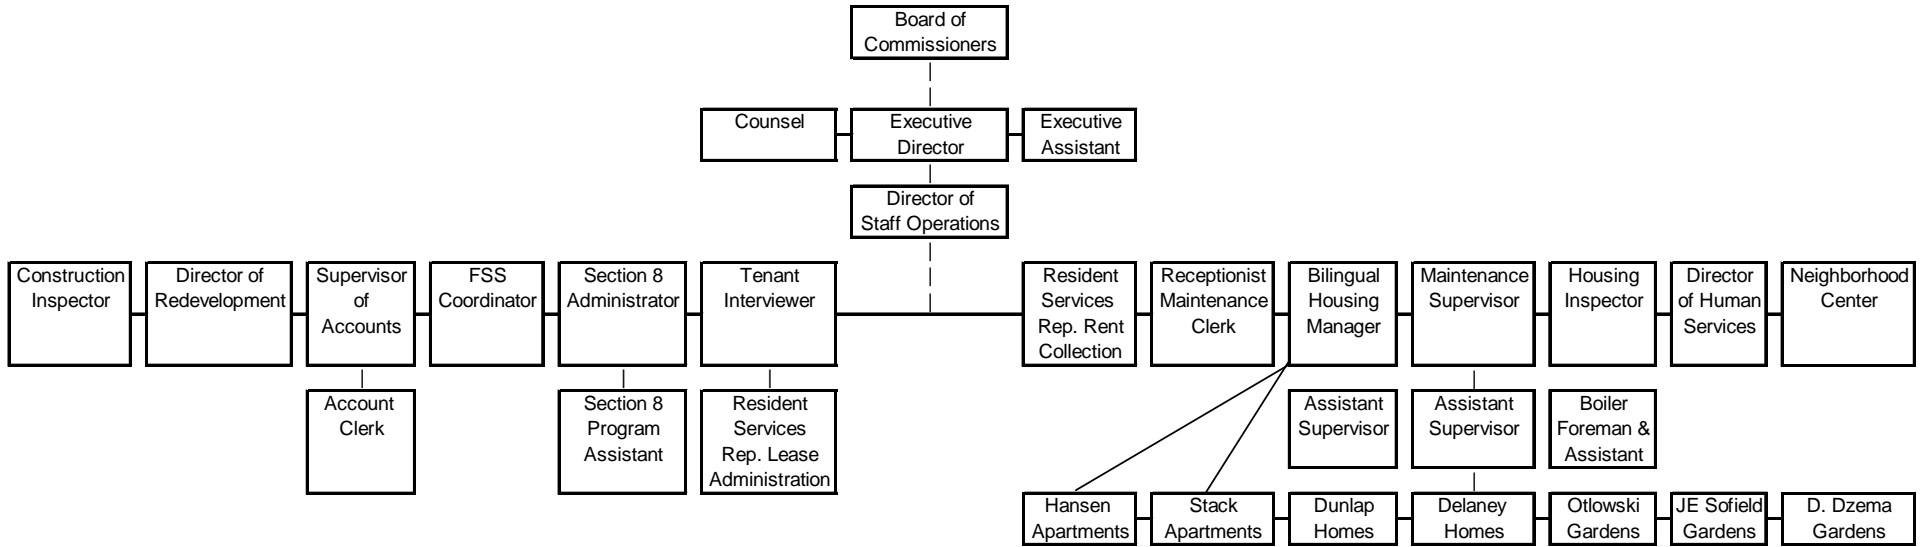 Board of
Commissioners
Counsel
Executive
Director
Executive
Assistant
Director of
Staff Operations
Construction
Inspector
Director of
Redevelopment
Supervisor
of
Accounts
FSS
Coordinator
Section 8
Administrator
Tenant
Interviewer
Resident
Services
Rep. Rent
Collection
Receptionist
Maintenance
Clerk
Bilingual
Housing
Manager
Maintenance
Supervisor
Housing
Inspector
Director
of Human
Services
Neighborhood
Center
Account
Clerk
Section 8
Program
Assistant
Resident
Services
Rep. Lease
Administration
Assistant
Supervisor
Assistant
Supervisor
Boiler
Foreman &
Assistant
Hansen
Apartments
Stack
Apartments
Dunlap
Homes
Delaney
Homes
Otlowski
Gardens
JE Sofield
Gardens
D. Dzema
Gardens